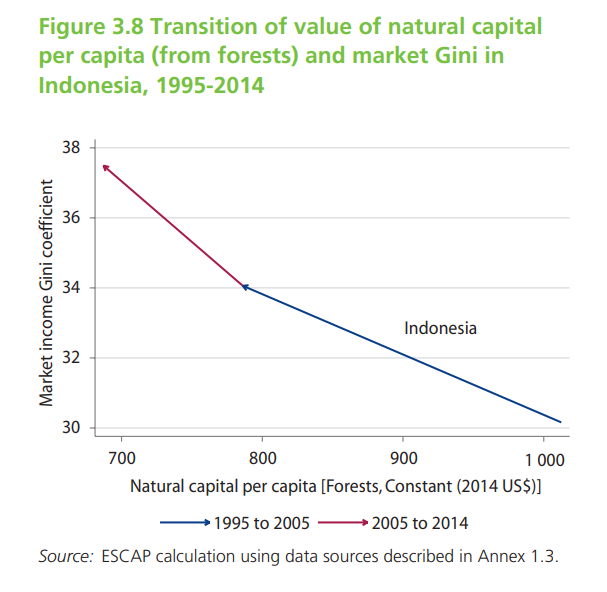 Figure 3.8 Transition of value of natural capital
per capita (from forests) and market Gini in
Indonesia, 1995-2014
38
36
34
32
30
Market income Gini coefficient
Indonesia
700 800 900 1 000
Natural capital per capita [Forests, Constant (2014 US$)]
1995 to 2005 2005 to 2014
Source: ESCAP calculation using data sources described in Annex 1.3.